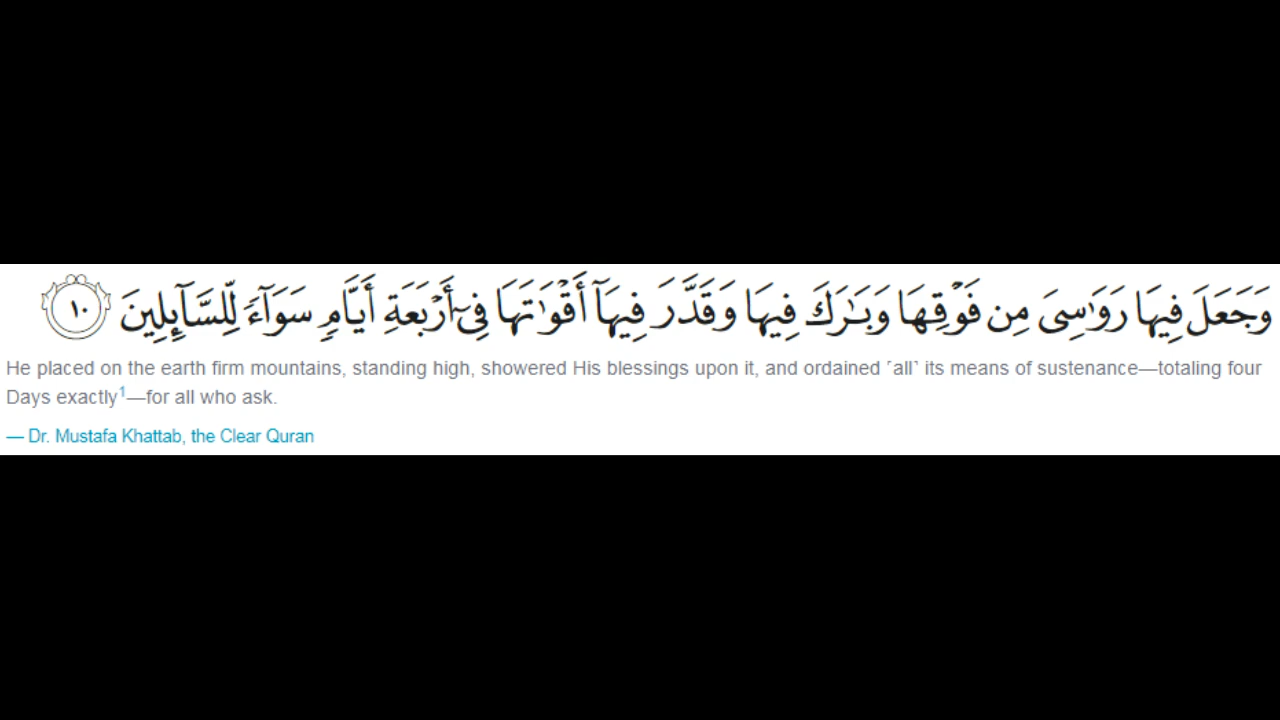 وَجَعَلَ فِيهَا رَوَٰسِىَ مِن فَوْقِهَا وَبَـٰرَكَ فِيهَا وَقَدَّرَ فِيهَآ أَقْوَٰتَهَا فِىٓ أَرْبَعَةِ أَيَّامٍۢ سَوَآءًۭ لِّلسَّآئِلِينَ ١٠
He placed on the earth firm mountains, standing high, showered His blessings upon it, and ordained ˹all˺ its means of sustenance—totaling four
Days exactly¹—for all who ask.
— Dr. Mustafa Khattab, the Clear Quran